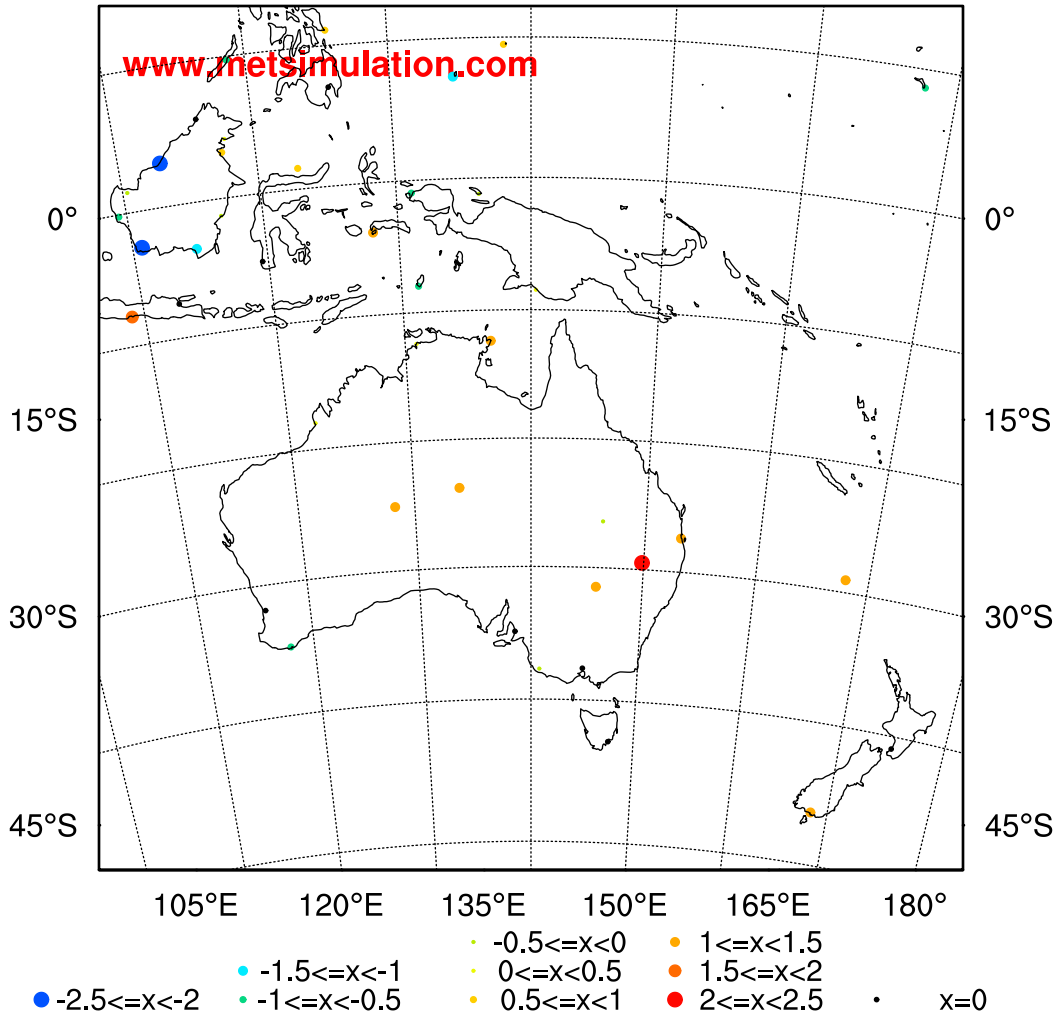 www.metsimulation.com
0° 0°
15°S 15°S
30°S 30°S
45°S 45°S
105°E 120°E 135°E 150°E 165°E 180°
-0.5<=x<0 1<=x<1.5
-1.5<=x<-1 0<=x<0.5 1.5<=x<2
-2.5<=x<-2 -1<=x<-0.5 0.5<=x<1 2<=x<2.5 x=0